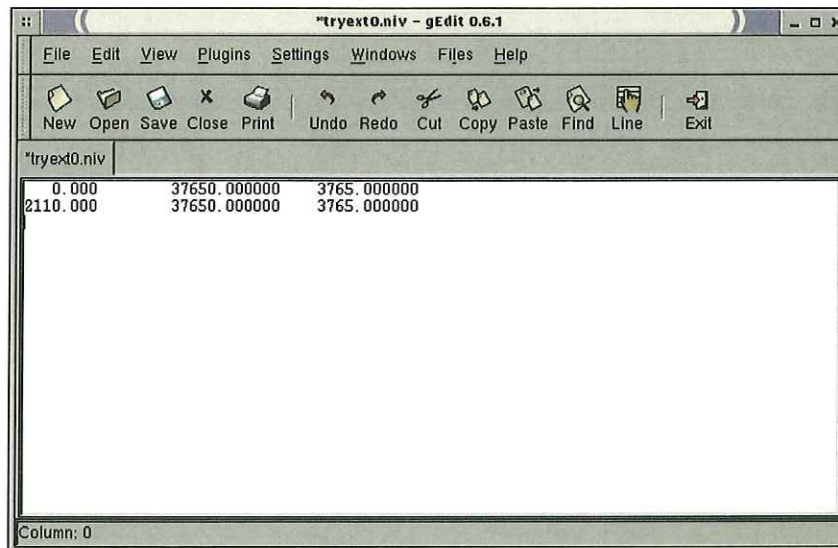 *tryext0.niv - gEdit 0.6.1
File Edit View Plugins Settings Windows Files Help
New Open Save Close Print Undo Redo Cut Copy Paste Find Line Exit
*tryext0.niv
0.000 37650.000000 3765.000000
2110.000 37650.000000 3765.000000
Column: 0